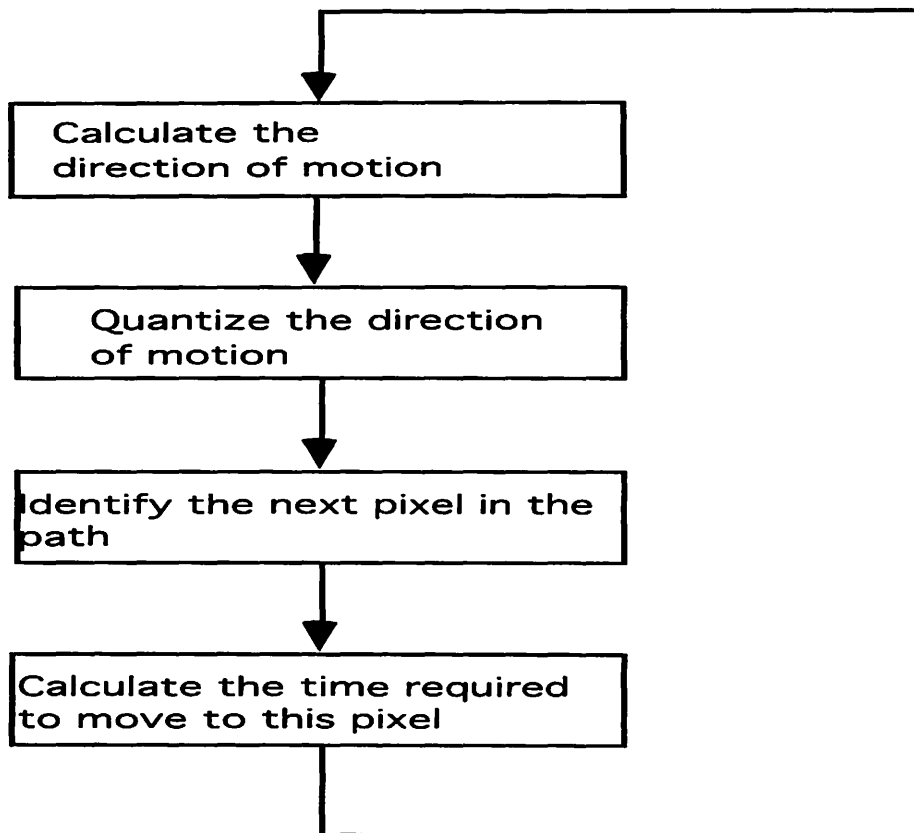 Calculate the
direction of motion
Quantize the direction
of motion
Identify the next pixel in the
path
Calculate the time required
to move to this pixel